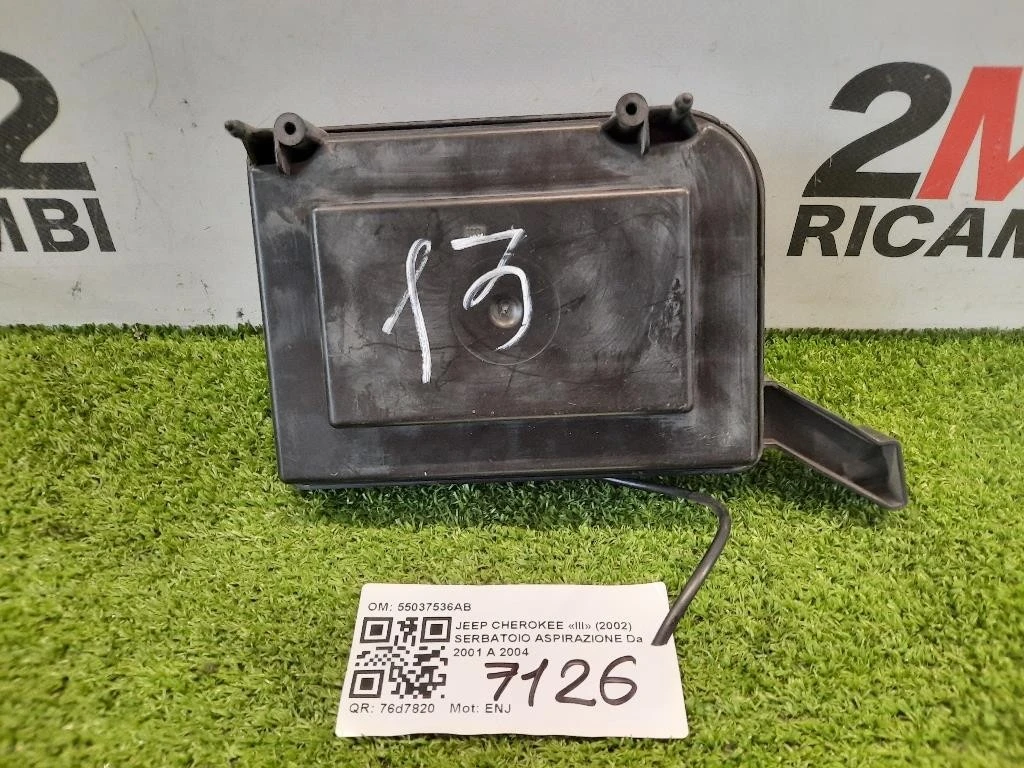 2
MBI
2M
RICAM
13
OM: 55037536AB
JEEP CHEROKEE «III» (2002)
SERBATOIO ASPIRAZIONE Da
2001 A 2004
7126
QR: 76d7820 Mot: ENJ